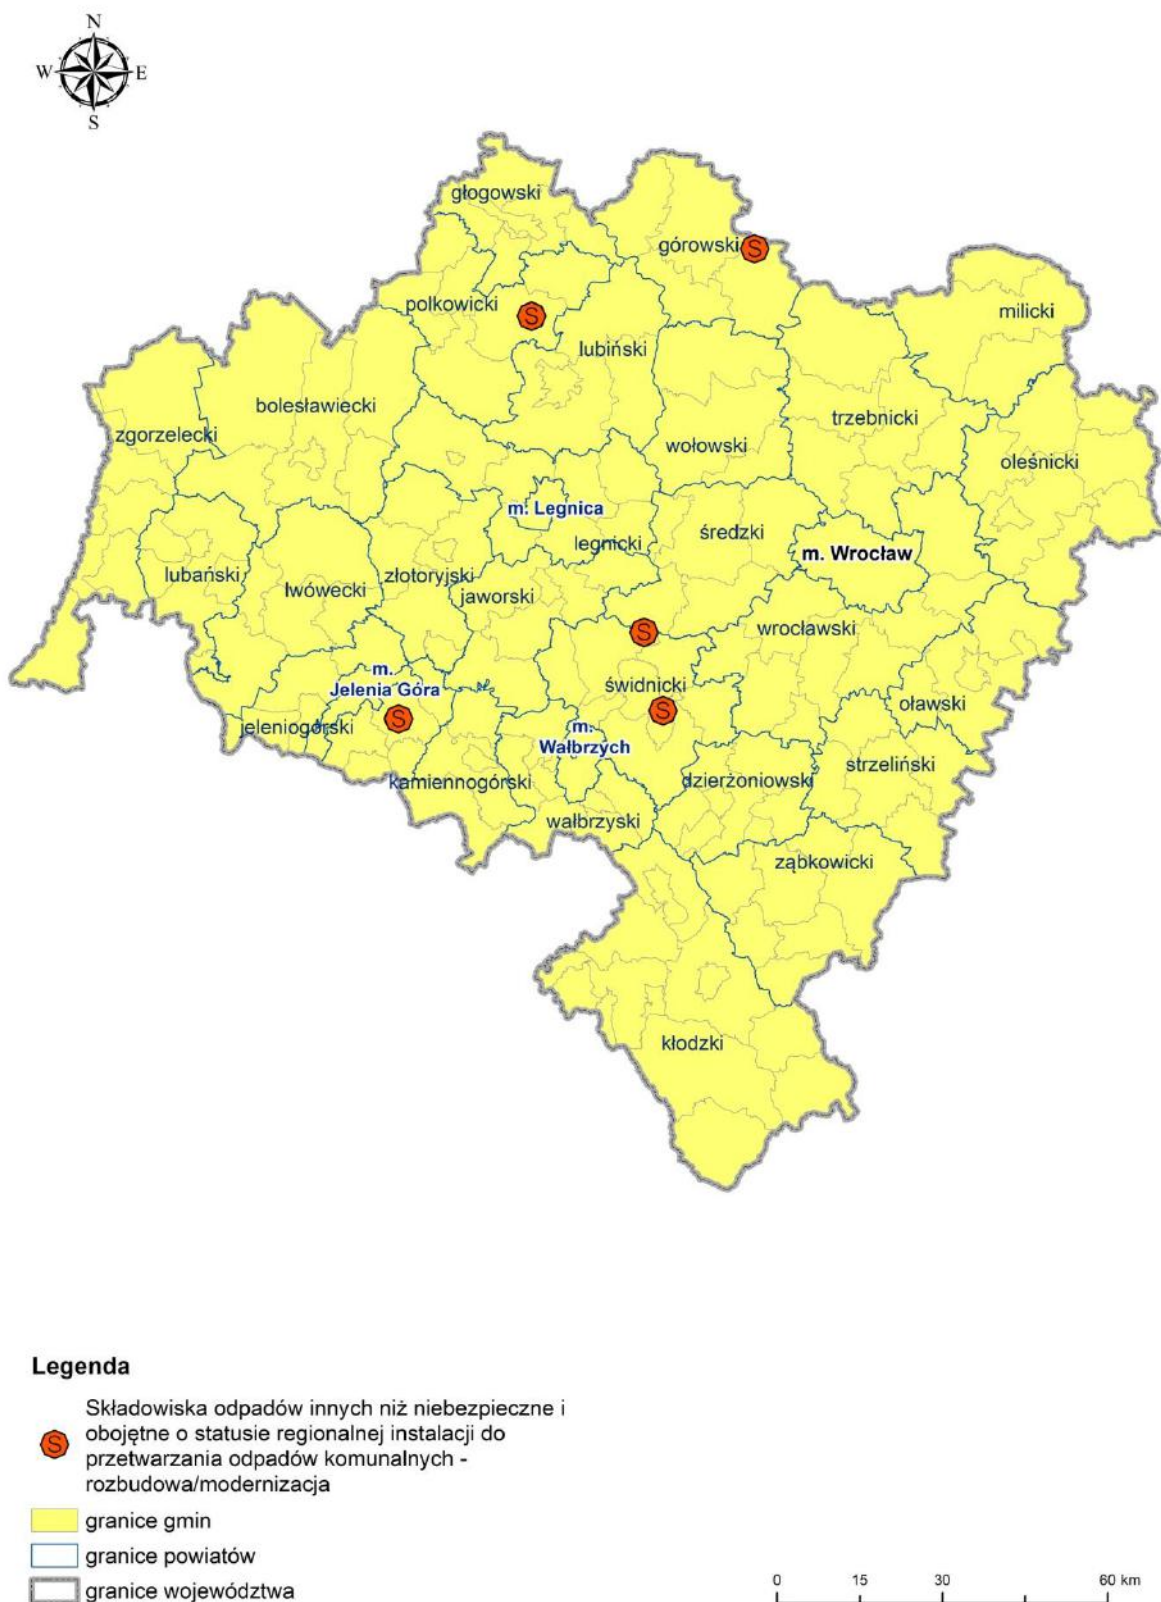 N
W E
S
głogowski
górowski S
polkowicki
S
milicki
lubiński
bolesławiecki
trzebnicki
zgorzelecki
wołowski
oleśnicki
m. Legnica
średzki
legnicki
m. Wrocław
lubański
lwówecki
złotoryjski
jaworski
S
wrocławski
m.
Jelenia Góra
świdnicki
S
S
oławski
jeleniogórski
m.
Wałbrzych
strzeliński
kamiennogórski
dzierżoniowski
wałbrzyski
ząbkowicki
kłodzki
Legenda
Składowiska odpadów innych niż niebezpieczne i
S obojętne o statusie regionalnej instalacji do
przetwarzania odpadów komunalnych -
rozbudowa/modernizacja
granice gmin
granice powiatów
granice województwa
0 15 30 60 km